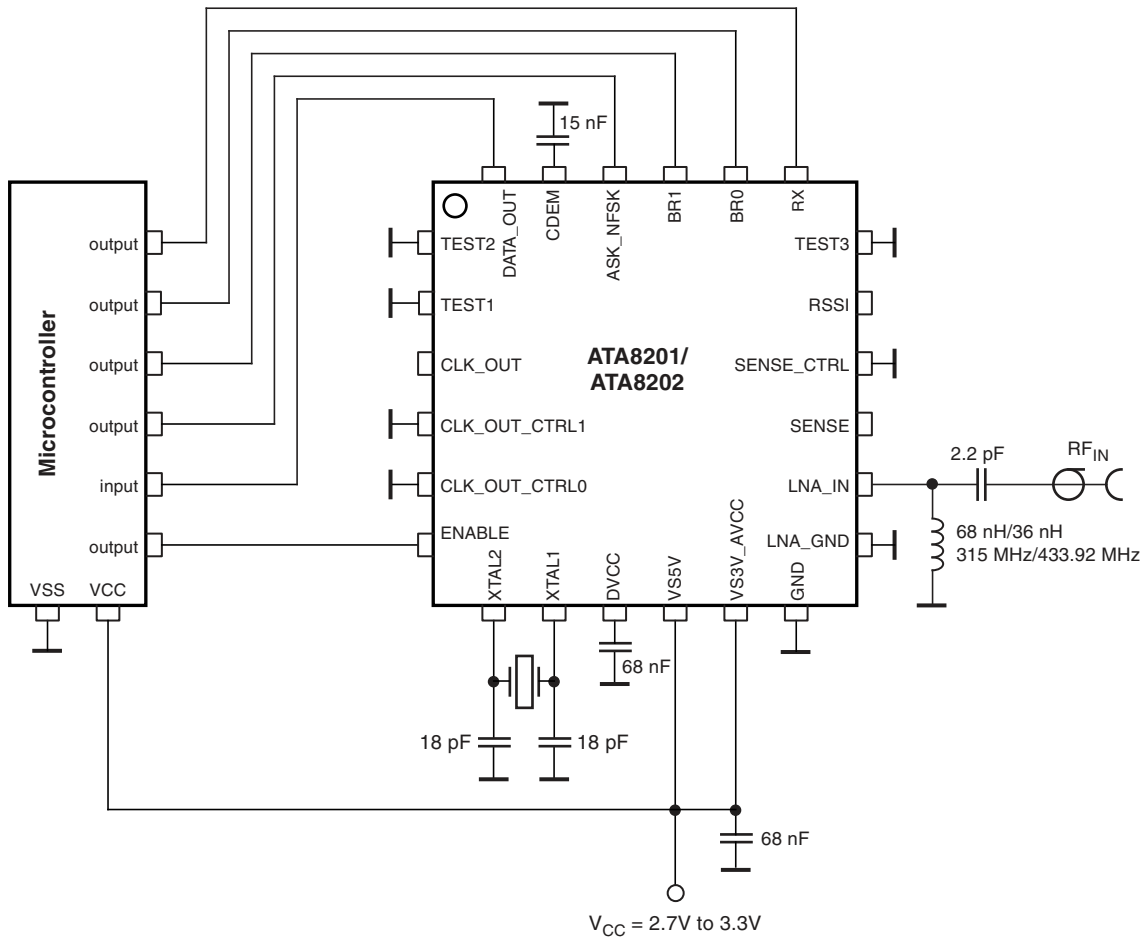 15 nF
DATA_OUT
CDEM
ASK_NFSK
BR1
BR0
RX
Microcontroller
output
output
output
output
input
output
VSS
VCC
TEST2
TEST1
CLK_OUT
CLK_OUT_CTRL1
CLK_OUT_CTRL0
ENABLE
ATA8201/
ATA8202
TEST3
RSSI
SENSE_CTRL
SENSE
LNA_IN
LNA_GND
XTAL2
XTAL1
DVCC
VS5V
VS3V_AVCC
GND
2.2 pF
RFIN
68 nH/36 nH
315 MHz/433.92 MHz
68 nF
18 pF
18 pF
68 nF
VCC = 2.7V to 3.3V